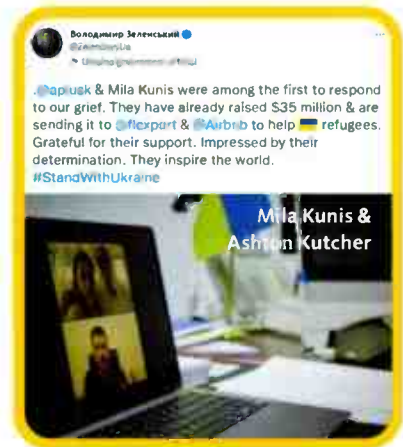 Володимир Зеленський
@ZelenskyyUa
.@aplusk & Mila Kunis were among the first to respond
to our grief. They have already raised $35 million & are
sending it to @flexport & @Airbnb to help refugees.
Grateful for their support. Impressed by their
determination. They inspire the world.
#StandWithUkraine
Mila Kunis &
Ashton Kutcher